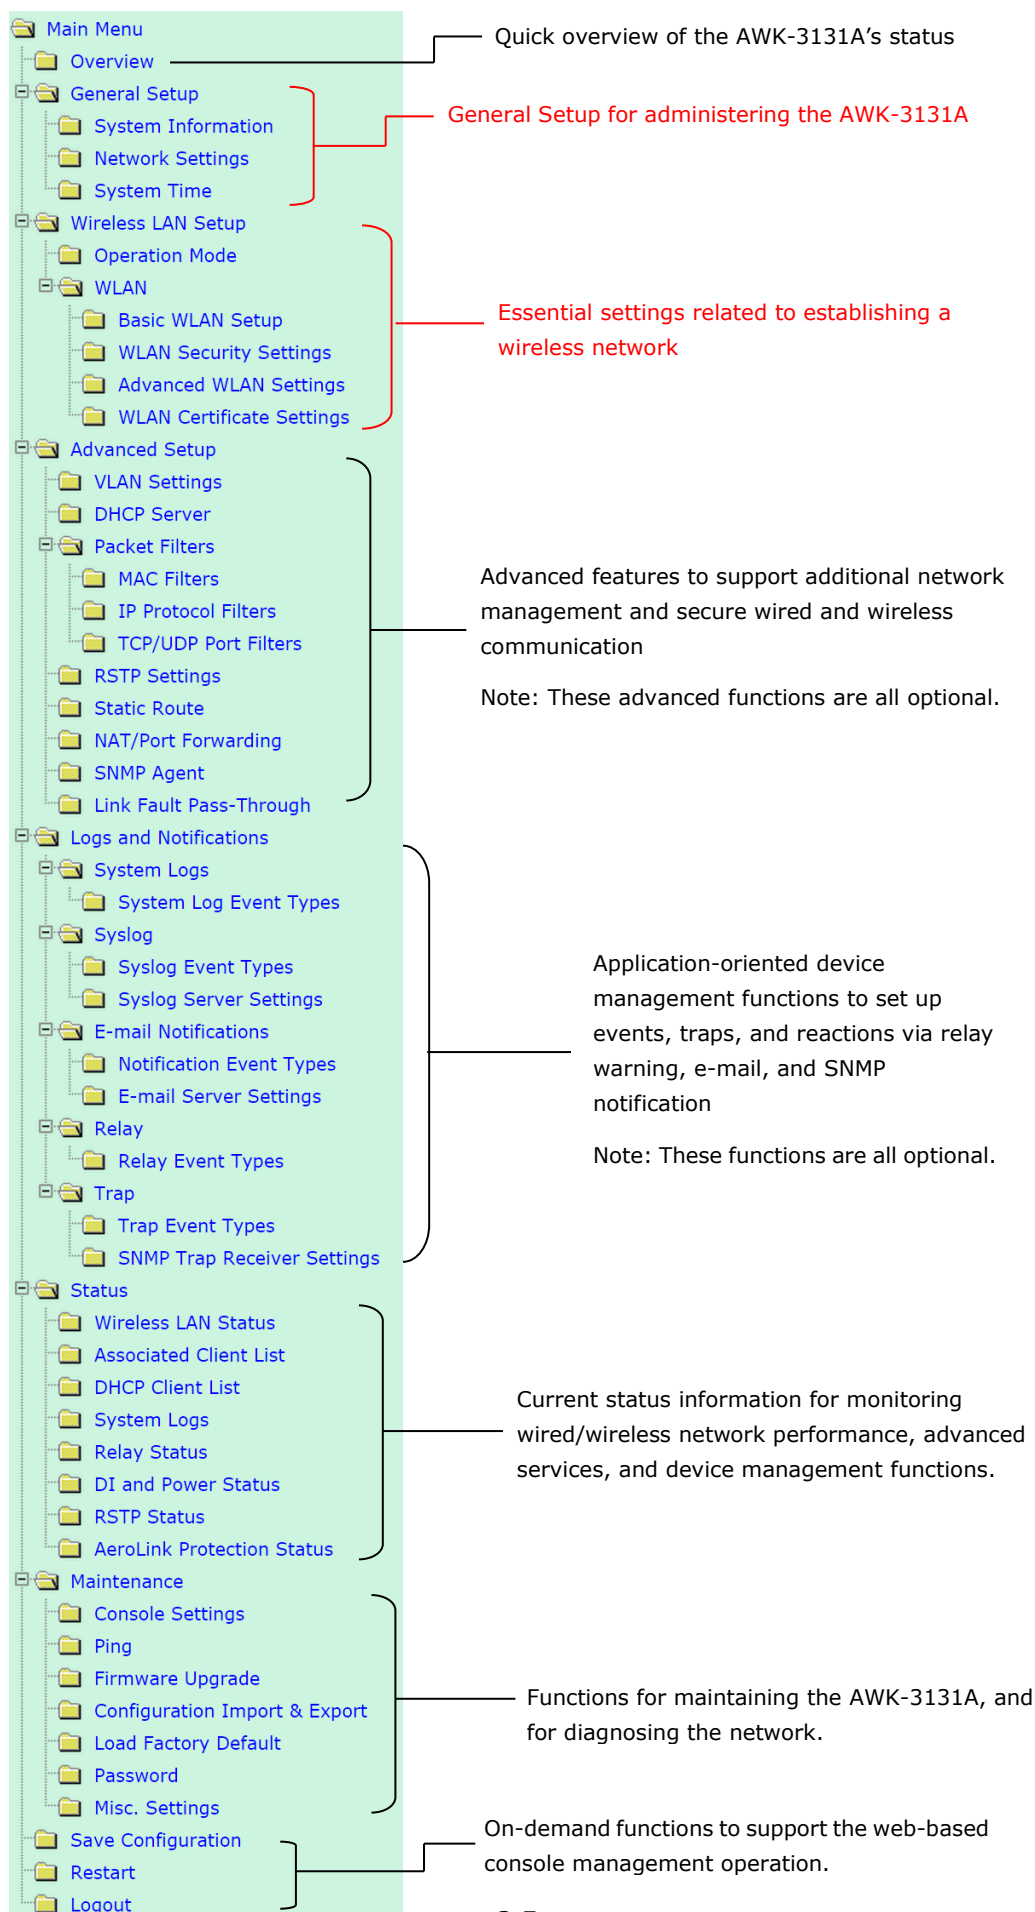 Main Menu
Overview
General Setup
System Information
Network Settings
System Time
Wireless LAN Setup
Operation Mode
WLAN
Basic WLAN Setup
WLAN Security Settings
Advanced WLAN Settings
WLAN Certificate Settings
Advanced Setup
VLAN Settings
DHCP Server
Packet Filters
MAC Filters
IP Protocol Filters
TCP/UDP Port Filters
RSTP Settings
Static Route
NAT/Port Forwarding
SNMP Agent
Link Fault Pass-Through
Logs and Notifications
System Logs
System Log Event Types
Syslog
Syslog Event Types
Syslog Server Settings
E-mail Notifications
Notification Event Types
E-mail Server Settings
Relay
Relay Event Types
Trap
Trap Event Types
SNMP Trap Receiver Settings
Status
Wireless LAN Status
Associated Client List
DHCP Client List
System Logs
Relay Status
DI and Power Status
RSTP Status
AeroLink Protection Status
Maintenance
Console Settings
Ping
Firmware Upgrade
Configuration Import & Export
Load Factory Default
Password
Misc. Settings
Save Configuration
Restart
Logout
Quick overview of the AWK-3131A's status
General Setup for administering the AWK-3131A
Essential settings related to establishing a
wireless network
Advanced features to support additional network
management and secure wired and wireless
communication
Note: These advanced functions are all optional.
Application-oriented device
management functions to set up
events, traps, and reactions via relay
warning, e-mail, and SNMP
notification
Note: These functions are all optional.
Current status information for monitoring
wired/wireless network performance, advanced
services, and device management functions.
Functions for maintaining the AWK-3131A, and
for diagnosing the network.
On-demand functions to support the web-based
console management operation.